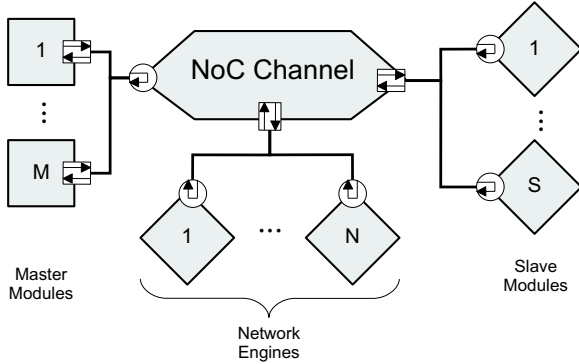 1
NoC Channel
1
⋮
⋮
M
S
1
...
N
Master
Modules
Slave
Modules
Network
Engines